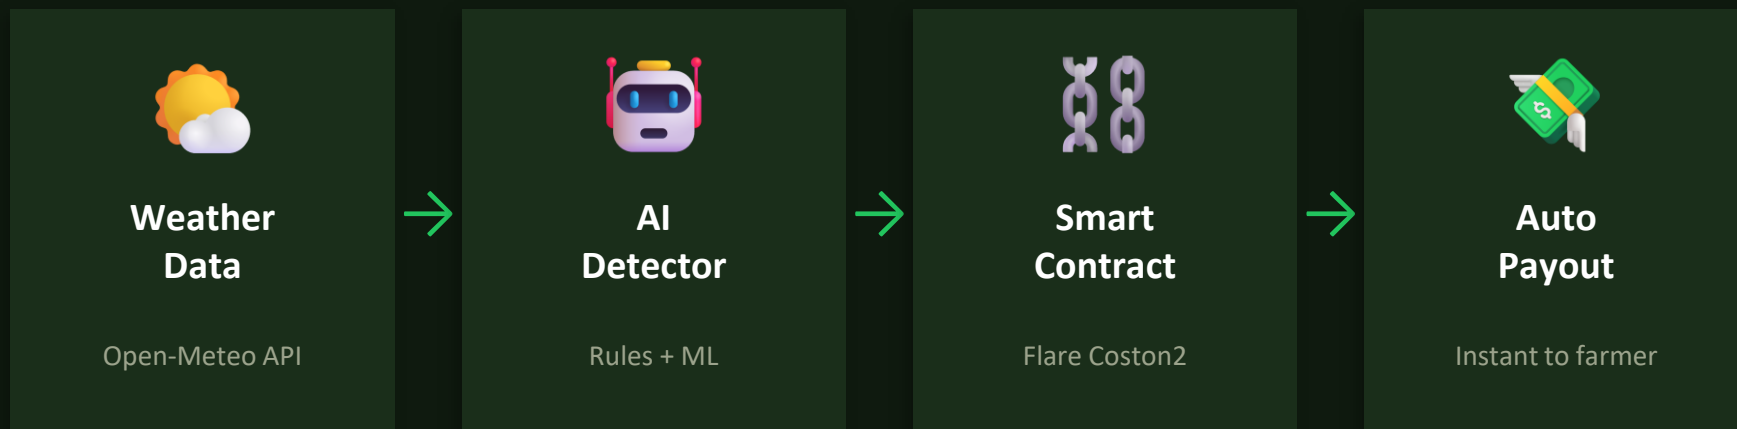 Weather
Data
Open-Meteo API
AI
Detector
Rules + ML
Smart
Contract
Flare Coston2
$
Auto
Payout
Instant to farmer